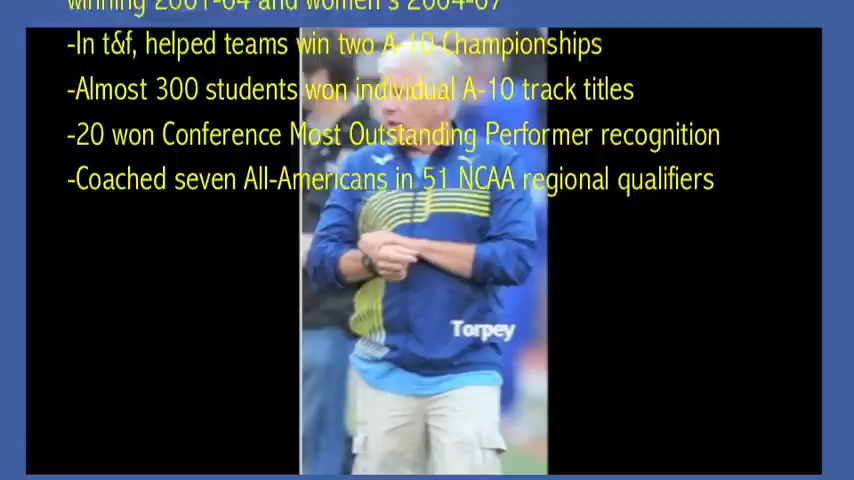 winning 2001-04 and women's 2004-07
-In t&f, helped teams win two A-10 Championships
-Almost 300 students won individual A-10 track titles
-20 won Conference Most Outstanding Performer recognition
-Coached seven All-Americans in 51 NCAA regional qualifiers
Torpey